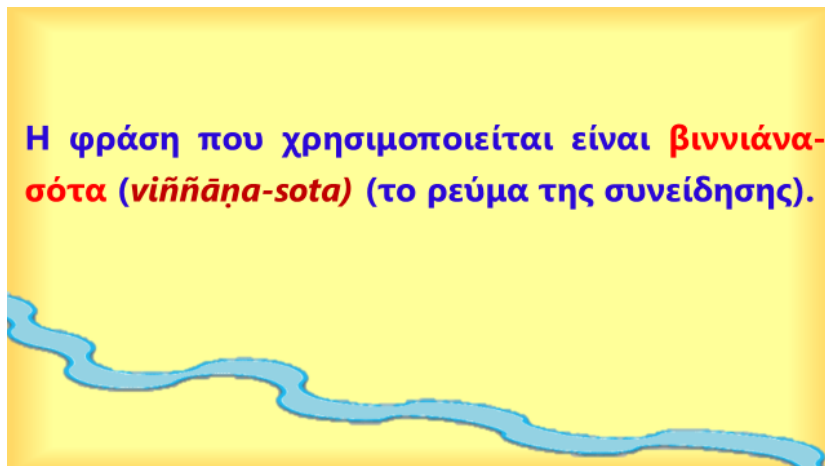 Η φράση που χρησιμοποιείται είναι βιννιάνα-
σότα (viññāṇa-sota) (το ρεύμα της συνείδησης).